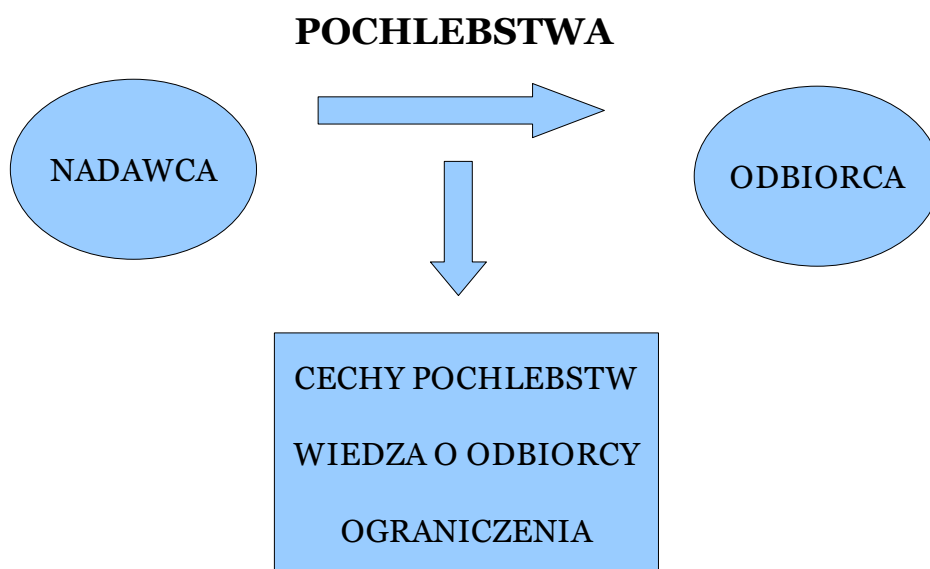 POCHLEBSTWA
NADAWCA
ODBIORCA
CECHY POCHLEBSTW
WIEDZA O ODBIORCY
OGRANICZENIA